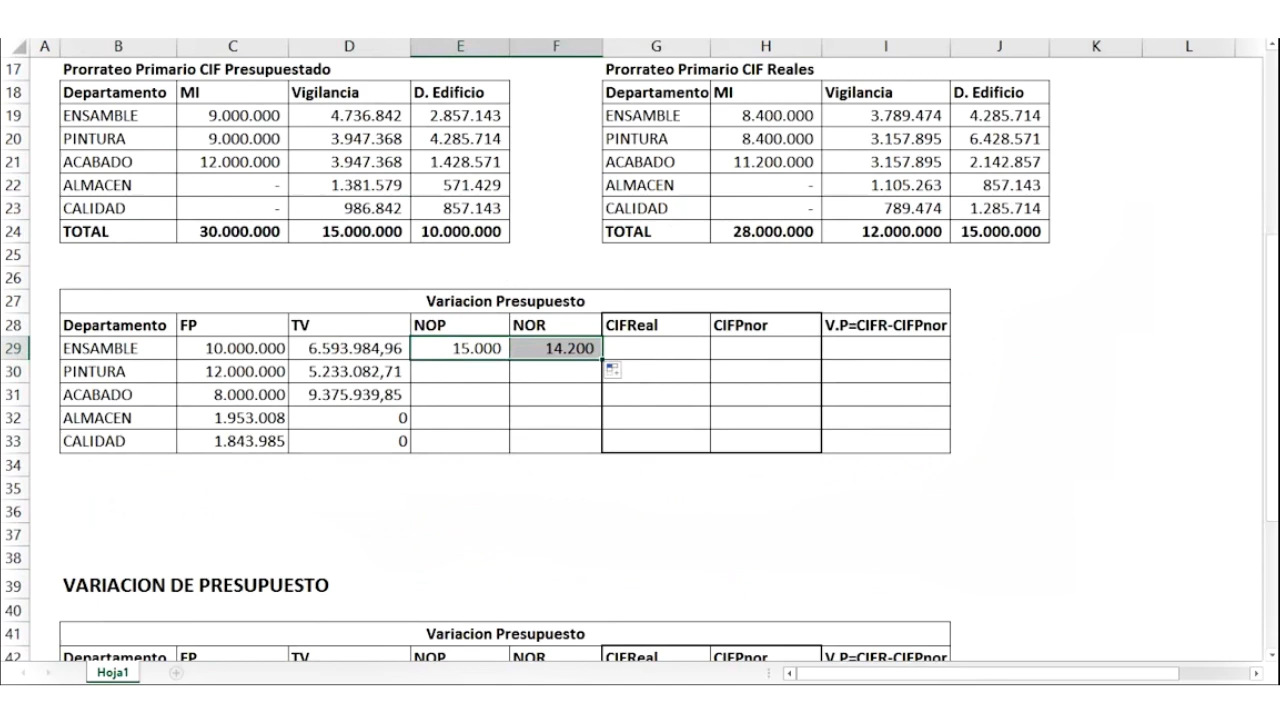 A B C D E F G H I J K L
17 Prorrateo Primario CIF Presupuestado Prorrateo Primario CIF Reales
18 Departamento MI Vigilancia D. Edificio Departamento MI Vigilancia D. Edificio
19 ENSAMBLE 9.000.000 4.736.842 2.857.143 ENSAMBLE 8.400.000 3.789.474 4.285.714
20 PINTURA 9.000.000 3.947.368 4.285.714 PINTURA 8.400.000 3.157.895 6.428.571
21 ACABADO 12.000.000 3.947.368 1.428.571 ACABADO 11.200.000 3.157.895 2.142.857
22 ALMACEN - 1.381.579 571.429 ALMACEN - 1.105.263 857.143
23 CALIDAD - 986.842 857.143 CALIDAD - 789.474 1.285.714
24 TOTAL 30.000.000 15.000.000 10.000.000 TOTAL 28.000.000 12.000.000 15.000.000
25
26
27 Variacion Presupuesto
28 Departamento FP TV NOP NOR CIFReal CIFPnor V.P=CIFR-CIFPnor
29 ENSAMBLE 10.000.000 6.593.984,96 15.000 14.200
30 PINTURA 12.000.000 5.233.082,71
31 ACABADO 8.000.000 9.375.939,85
32 ALMACEN 1.953.008 0
33 CALIDAD 1.843.985 0
34
35
36
37
38
39 VARIACION DE PRESUPUESTO
40
41 Variacion Presupuesto
42 Departamento FP TV NOP NOR CIFReal CIFPnor V.P=CIFR-CIFPnor
Hoja1